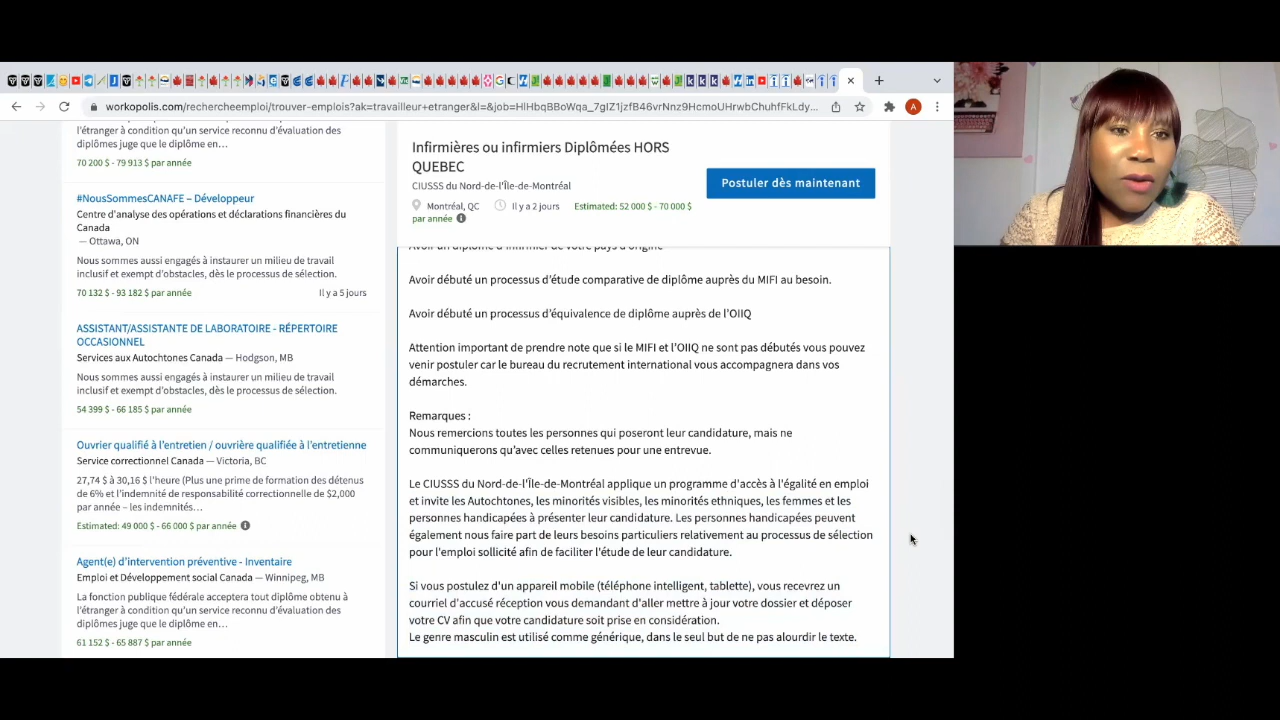 workopolis.com/rechercheemploi/trouver-emplois?ak=travailleur+etranger&l=&job=HlHbqBBoWqa_7gIZ1jzfB46vrNnz9HcmoUHrwbChuhfFkLdy...
A
l'étranger à condition qu'un service reconnu d'évaluation des
diplômes juge que le diplôme en...
70 200 $ - 79 913 $ par année
#NousSommesCANAFE – Développeur
Centre d'analyse des opérations et déclarations financières du
Canada
— Ottawa, ON
Nous sommes aussi engagés à instaurer un milieu de travail
inclusif et exempt d'obstacles, dès le processus de sélection.
70 132 $ - 93 182 $ par année Il y a 5 jours
ASSISTANT/ASSISTANTE DE LABORATOIRE - RÉPERTOIRE
OCCASIONNEL
Services aux Autochtones Canada — Hodgson, MB
Nous sommes aussi engagés à instaurer un milieu de travail
inclusif et exempt d'obstacles, dès le processus de sélection.
54 399 $ - 66 185 $ par année
Ouvrier qualifié à l'entretien / ouvrière qualifiée à l'entretienne
Service correctionnel Canada — Victoria, BC
27,74 $ à 30,16 $ l'heure (Plus une prime de formation des détenus
de 6% et l'indemnité de responsabilité correctionnelle de $2,000
par année – les indemnités...
Estimed: 49 000 $ - 66 000 $ par année
Agent(e) d'intervention préventive - Inventaire
Emploi et Développement social Canada — Winnipeg, MB
La fonction publique fédérale acceptera tout diplôme obtenu à
l'étranger à condition qu'un service reconnu d'évaluation des
diplômes juge que le diplôme en...
61 152 $ - 65 887 $ par année
Infirmières ou infirmiers Diplômées HORS
QUEBEC
CIUSSS du Nord-de-l'Île-de-Montréal
Montréal, QC Il y a 2 jours Estimated: 52 000 $ - 70 000 $
par année
Postuler dès maintenant
Avoir un diplôme d'infirmier de votre pays d'origine
Avoir débuté un processus d'étude comparative de diplôme auprès du MIFI au besoin.
Avoir débuté un processus d'équivalence de diplôme auprès de l'OIIQ
Attention important de prendre note que si le MIFI et l'OIIQ ne sont pas débutés vous pouvez
venir postuler car le bureau du recrutement international vous accompagnera dans vos
démarches.
Remarques :
Nous remercions toutes les personnes qui poseront leur candidature, mais ne
communiquerons qu'avec celles retenues pour une entrevue.
Le CIUSSS du Nord-de-l'Île-de-Montréal applique un programme d'accès à l'égalité en emploi
et invite les Autochtones, les minorités visibles, les minorités ethniques, les femmes et les
personnes handicapées à présenter leur candidature. Les personnes handicapées peuvent
également nous faire part de leurs besoins particuliers relativement au processus de sélection
pour l'emploi sollicité afin de faciliter l'étude de leur candidature.
Si vous postulez d'un appareil mobile (téléphone intelligent, tablette), vous recevrez un
courriel d'accusé réception vous demandant d'aller mettre à jour votre dossier et déposer
votre CV afin que votre candidature soit prise en considération.
Le genre masculin est utilisé comme générique, dans le seul but de ne pas alourdir le texte.